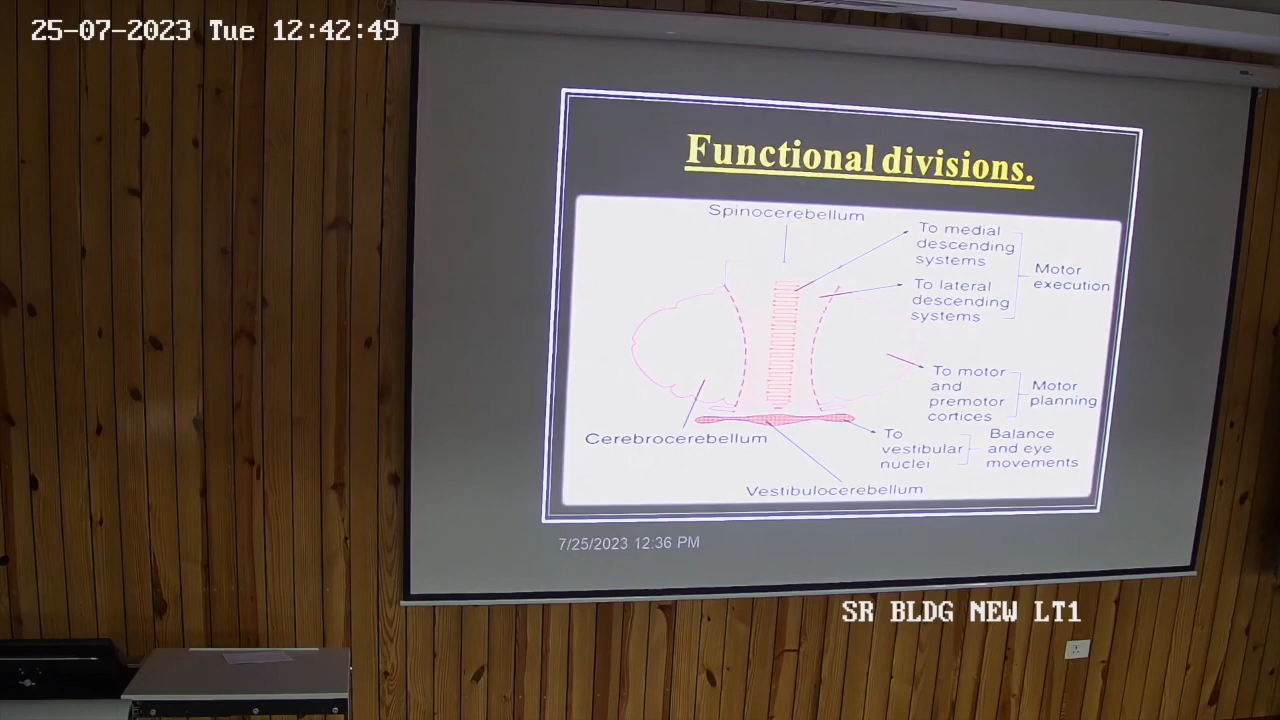 25-07-2023 Tue 12:42:49
Functional divisions.
Spinocerebellum
To medial
descending
systems
Motor
execution
To lateral
descending
systems
To motor
and
premotor
cortices
Motor
planning
Cerebrocerebellum
To
vestibular
nuclei
Balance
and eye
movements
Vestibulocerebellum
7/25/2023 12:36 PM
SR BLDG NEW LT1